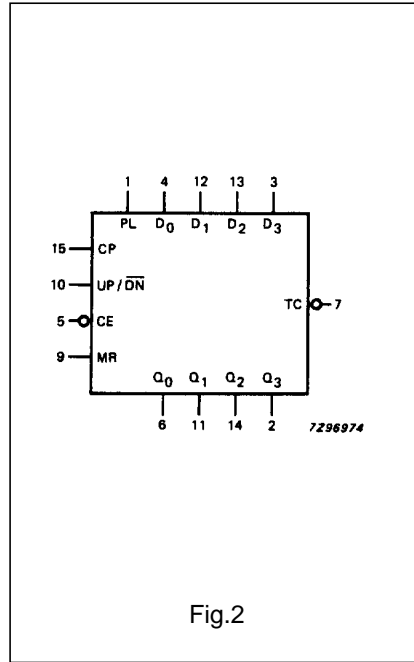 1 4 12 13 3
PL D0 D1 D2 D3
15 CP
10 UP/D̅N̅
5 CE
TC 7
9 MR
Q0 Q1 Q2 Q3
6 11 14 2
7Z96974
Fig.2